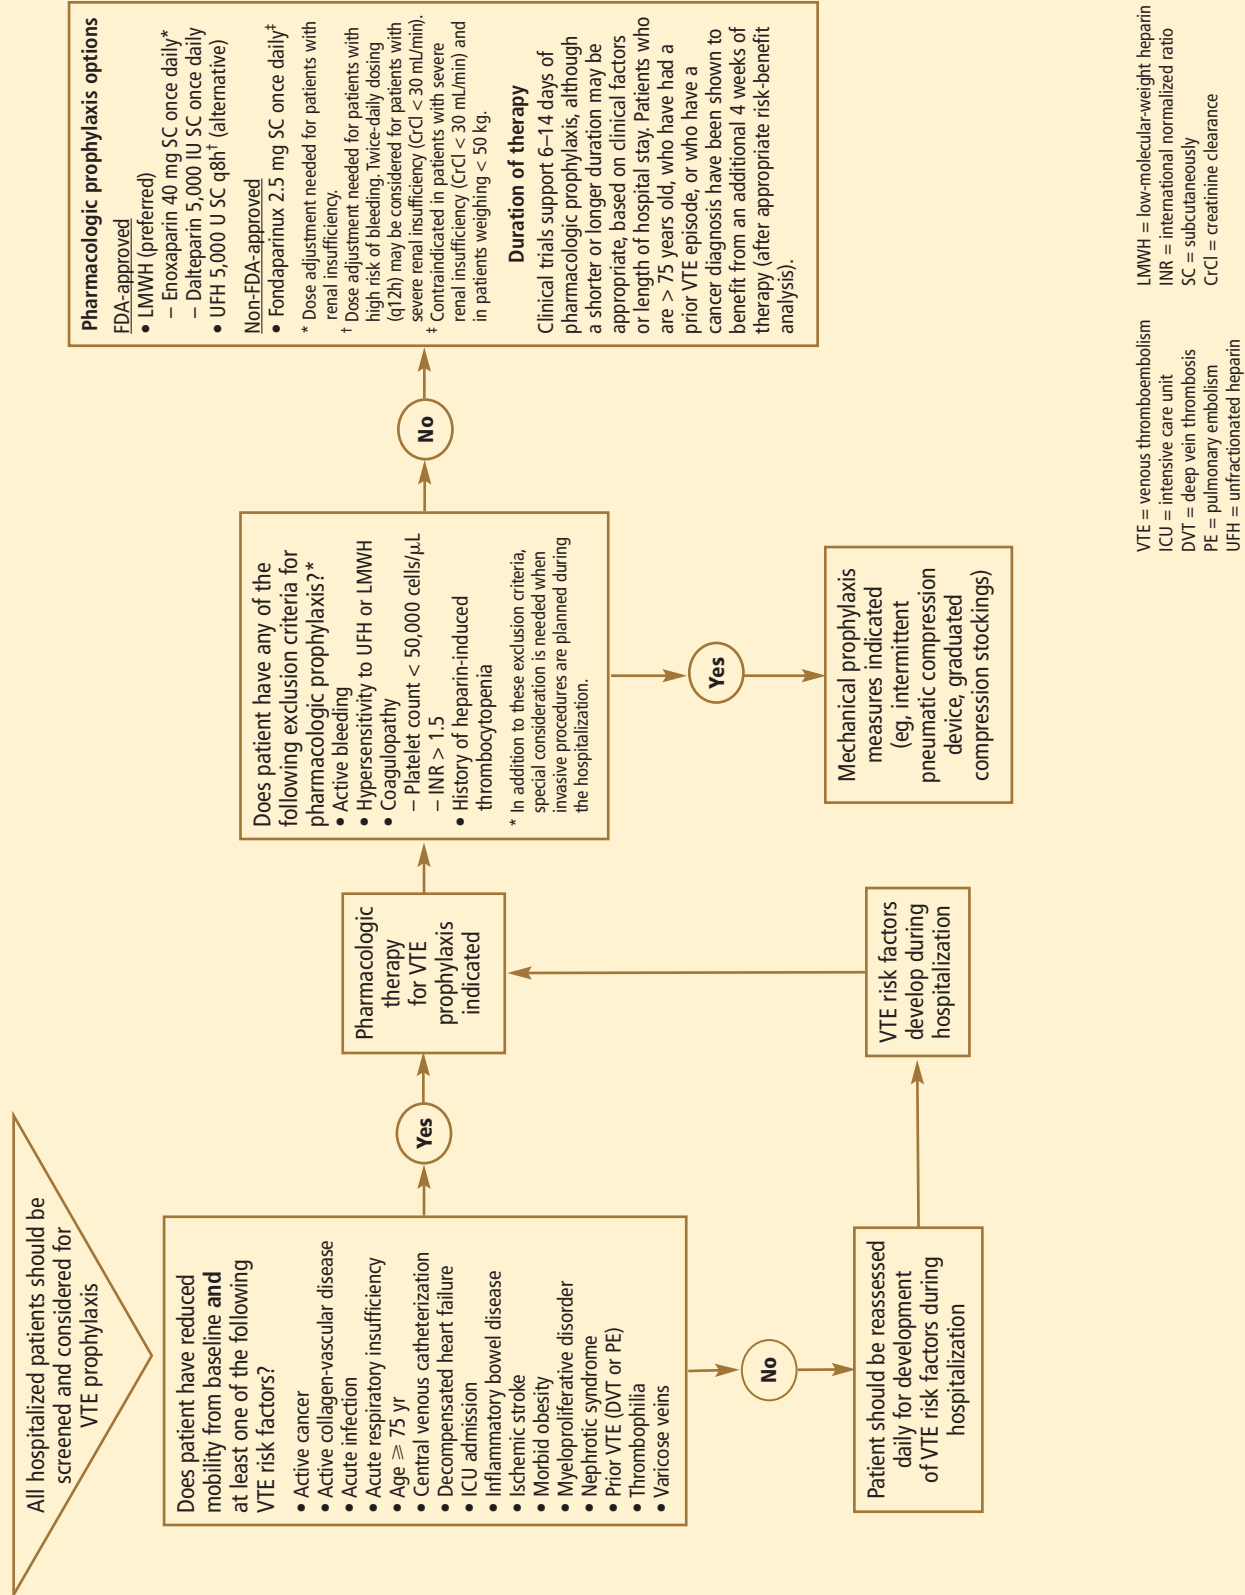 All hospitalized patients should be
screened and considered for
VTE prophylaxis
Does patient have reduced
mobility from baseline and
at least one of the following
VTE risk factors?
• Active cancer
• Active collagen-vascular disease
• Acute infection
• Acute respiratory insufficiency
• Age ≥ 75 yr
• Central venous catheterization
• Decompensated heart failure
• ICU admission
• Inflammatory bowel disease
• Ischemic stroke
• Morbid obesity
• Myeloproliferative disorder
• Nephrotic syndrome
• Prior VTE (DVT or PE)
• Thrombophilia
• Varicose veins
No
Patient should be reassessed
daily for development
of VTE risk factors during
hospitalization
VTE risk factors
develop during
hospitalization
Yes
Pharmacologic
therapy
for VTE
prophylaxis
indicated
Does patient have any of the
following exclusion criteria for
pharmacologic prophylaxis?*
• Active bleeding
• Hypersensitivity to UFH or LMWH
• Coagulopathy
– Platelet count < 50,000 cells/μL
– INR > 1.5
• History of heparin-induced
thrombocytopenia
* In addition to these exclusion criteria,
special consideration is needed when
invasive procedures are planned during
the hospitalization.
Yes
Mechanical prophylaxis
measures indicated
(eg, intermittent
pneumatic compression
device, graduated
compression stockings)
No
Pharmacologic prophylaxis options
FDA-approved
• LMWH (preferred)
– Enoxaparin 40 mg SC once daily*
– Dalteparin 5,000 IU SC once daily
• UFH 5,000 U SC q8h† (alternative)
Non-FDA-approved
• Fondaparinux 2.5 mg SC once daily‡
* Dose adjustment needed for patients with
renal insufficiency.
† Dose adjustment needed for patients with
high risk of bleeding. Twice-daily dosing
(q12h) may be considered for patients with
severe renal insufficiency (CrCl < 30 mL/min).
‡ Contraindicated in patients with severe
renal insufficiency (CrCl < 30 mL/min) and
in patients weighing < 50 kg.
Duration of therapy
Clinical trials support 6–14 days of
pharmacologic prophylaxis, although
a shorter or longer duration may be
appropriate, based on clinical factors
or length of hospital stay. Patients who
are > 75 years old, who have had a
prior VTE episode, or who have a
cancer diagnosis have been shown to
benefit from an additional 4 weeks of
therapy (after appropriate risk-benefit
analysis).
VTE = venous thromboembolism
ICU = intensive care unit
DVT = deep vein thrombosis
PE = pulmonary embolism
UFH = unfractionated heparin
LMWH = low-molecular-weight heparin
INR = international normalized ratio
SC = subcutaneously
CrCl = creatinine clearance